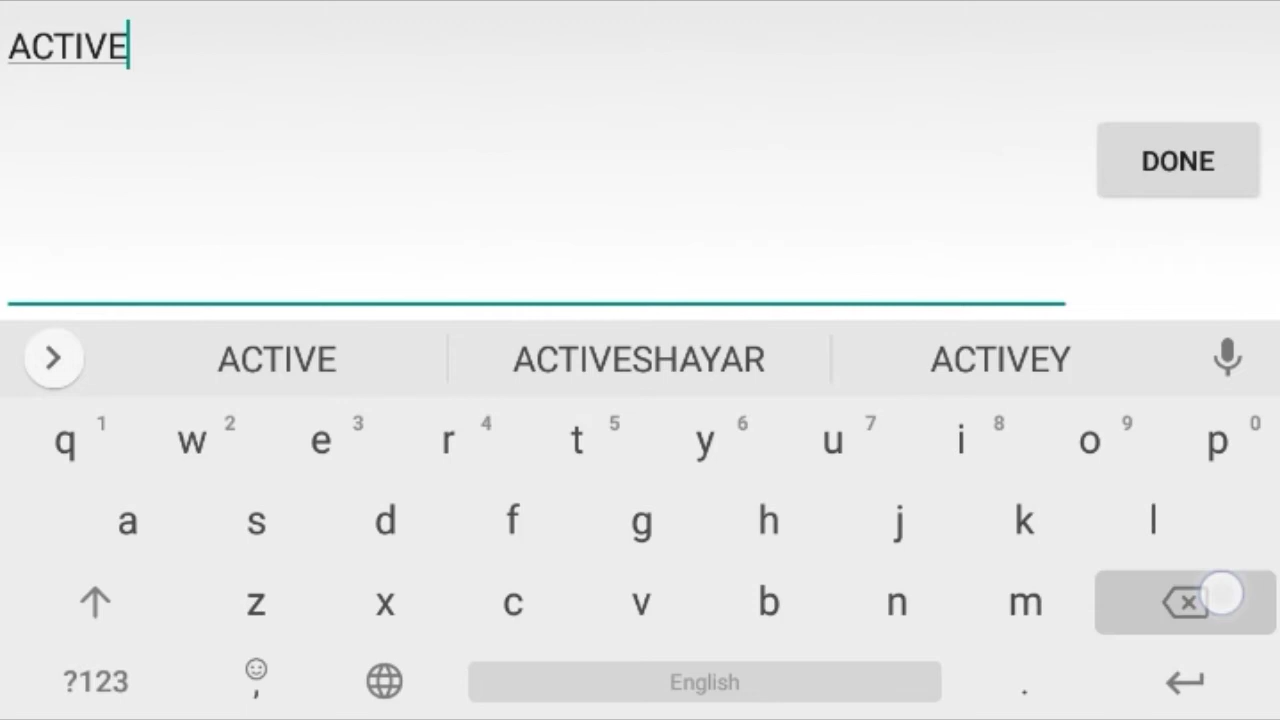 ACTIVE
DONE
ACTIVE ACTIVESHAYAR ACTIVEY
q 1 w 2 e 3 r 4 t 5 y 6 u 7 i 8 o 9 p 0
a s d f g h j k l
z x c v b n m
?123 , English .